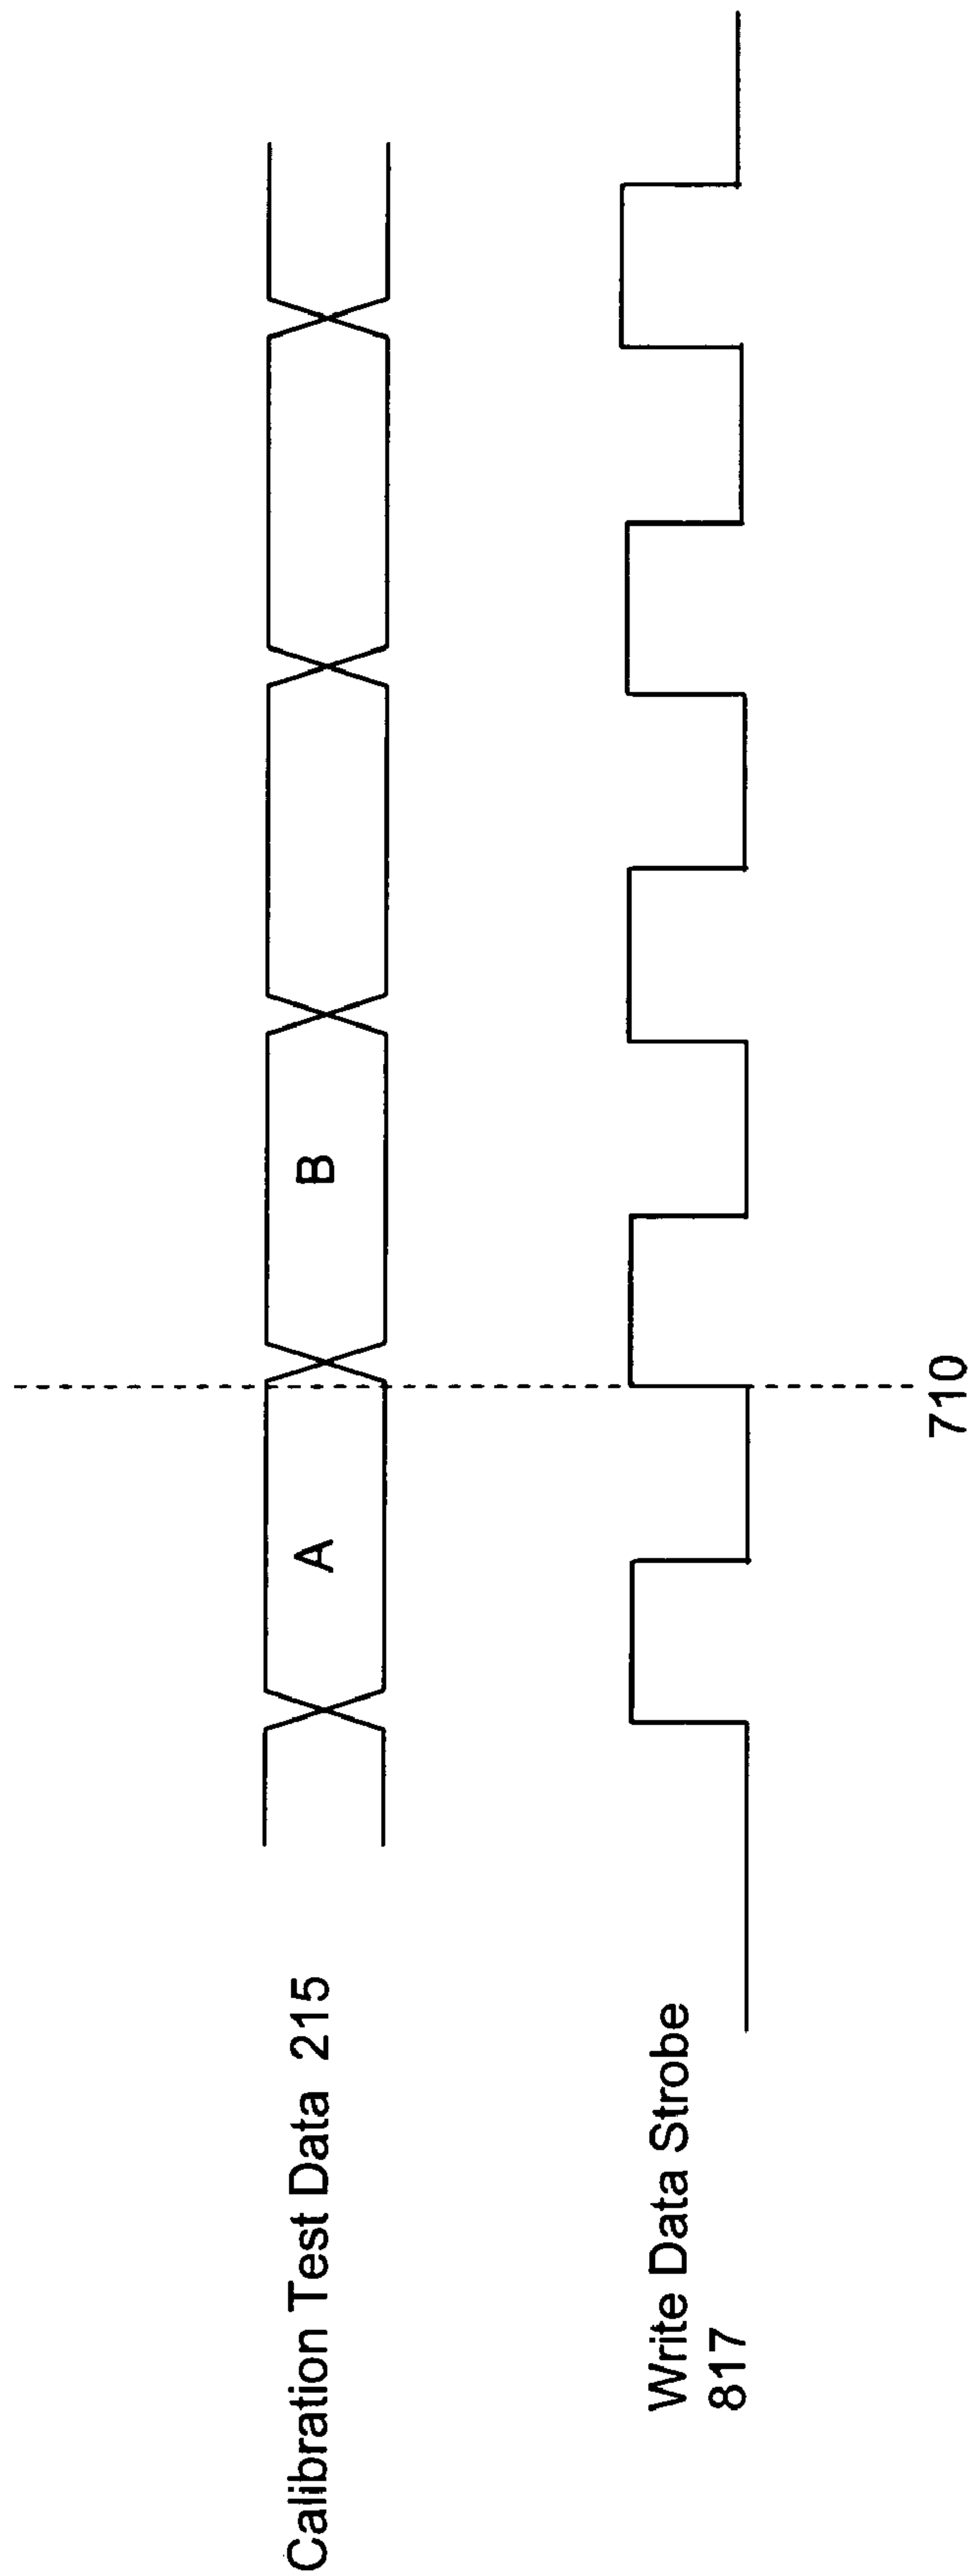 Calibration Test Data 215
A
B
Write Data Strobe
817
710